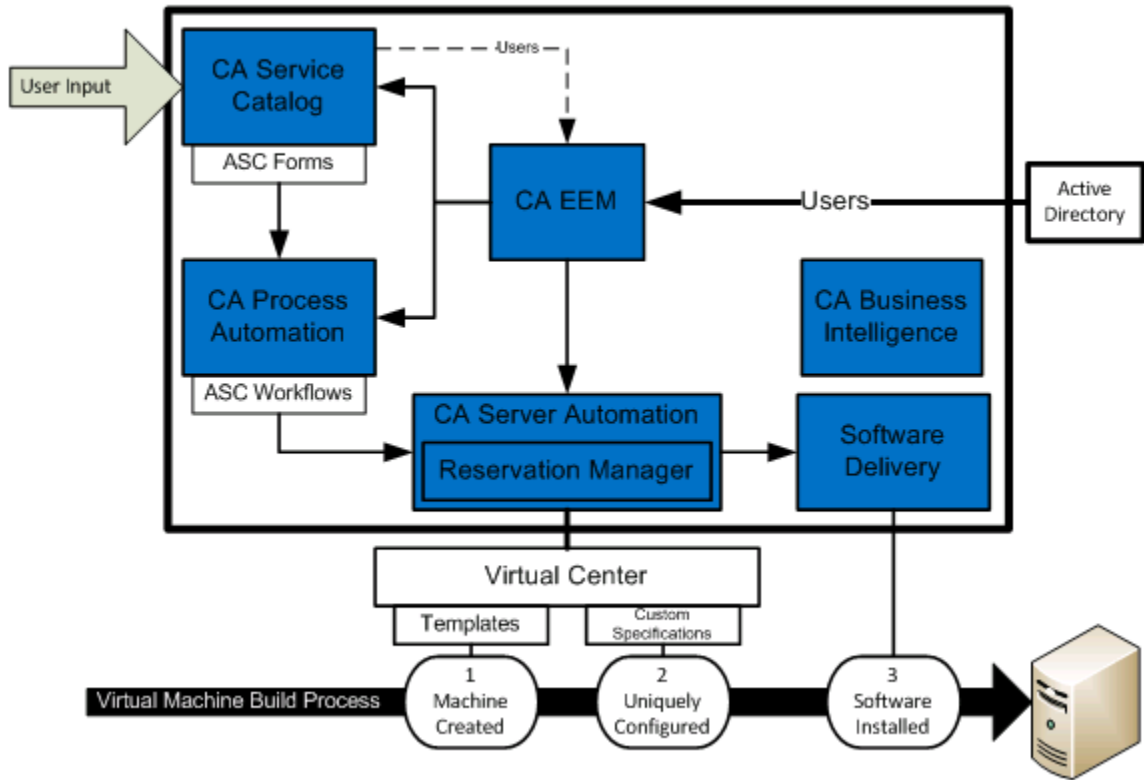 Users
CA Service
Catalog
User Input
ASC Forms
CA EEM
Users
Active
Directory
CA Process
Automation
CA Business
Intelligence
ASC Workflows
CA Server Automation
Reservation Manager
Software
Delivery
Virtual Center
Templates
Custom
Specifications
Virtual Machine Build Process
1
Machine
Created
2
Uniquely
Configured
3
Software
Installed